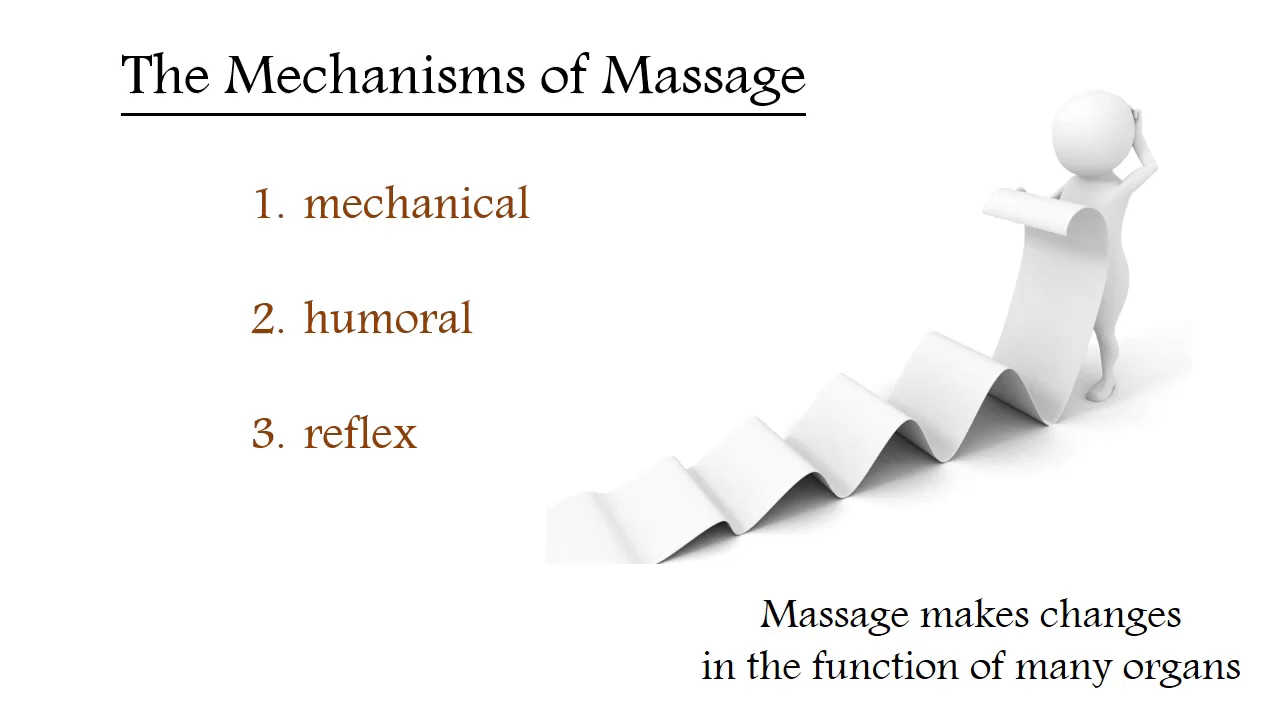 The Mechanisms of Massage
1. mechanical
2. humoral
3. reflex
Massage makes changes
in the function of many organs